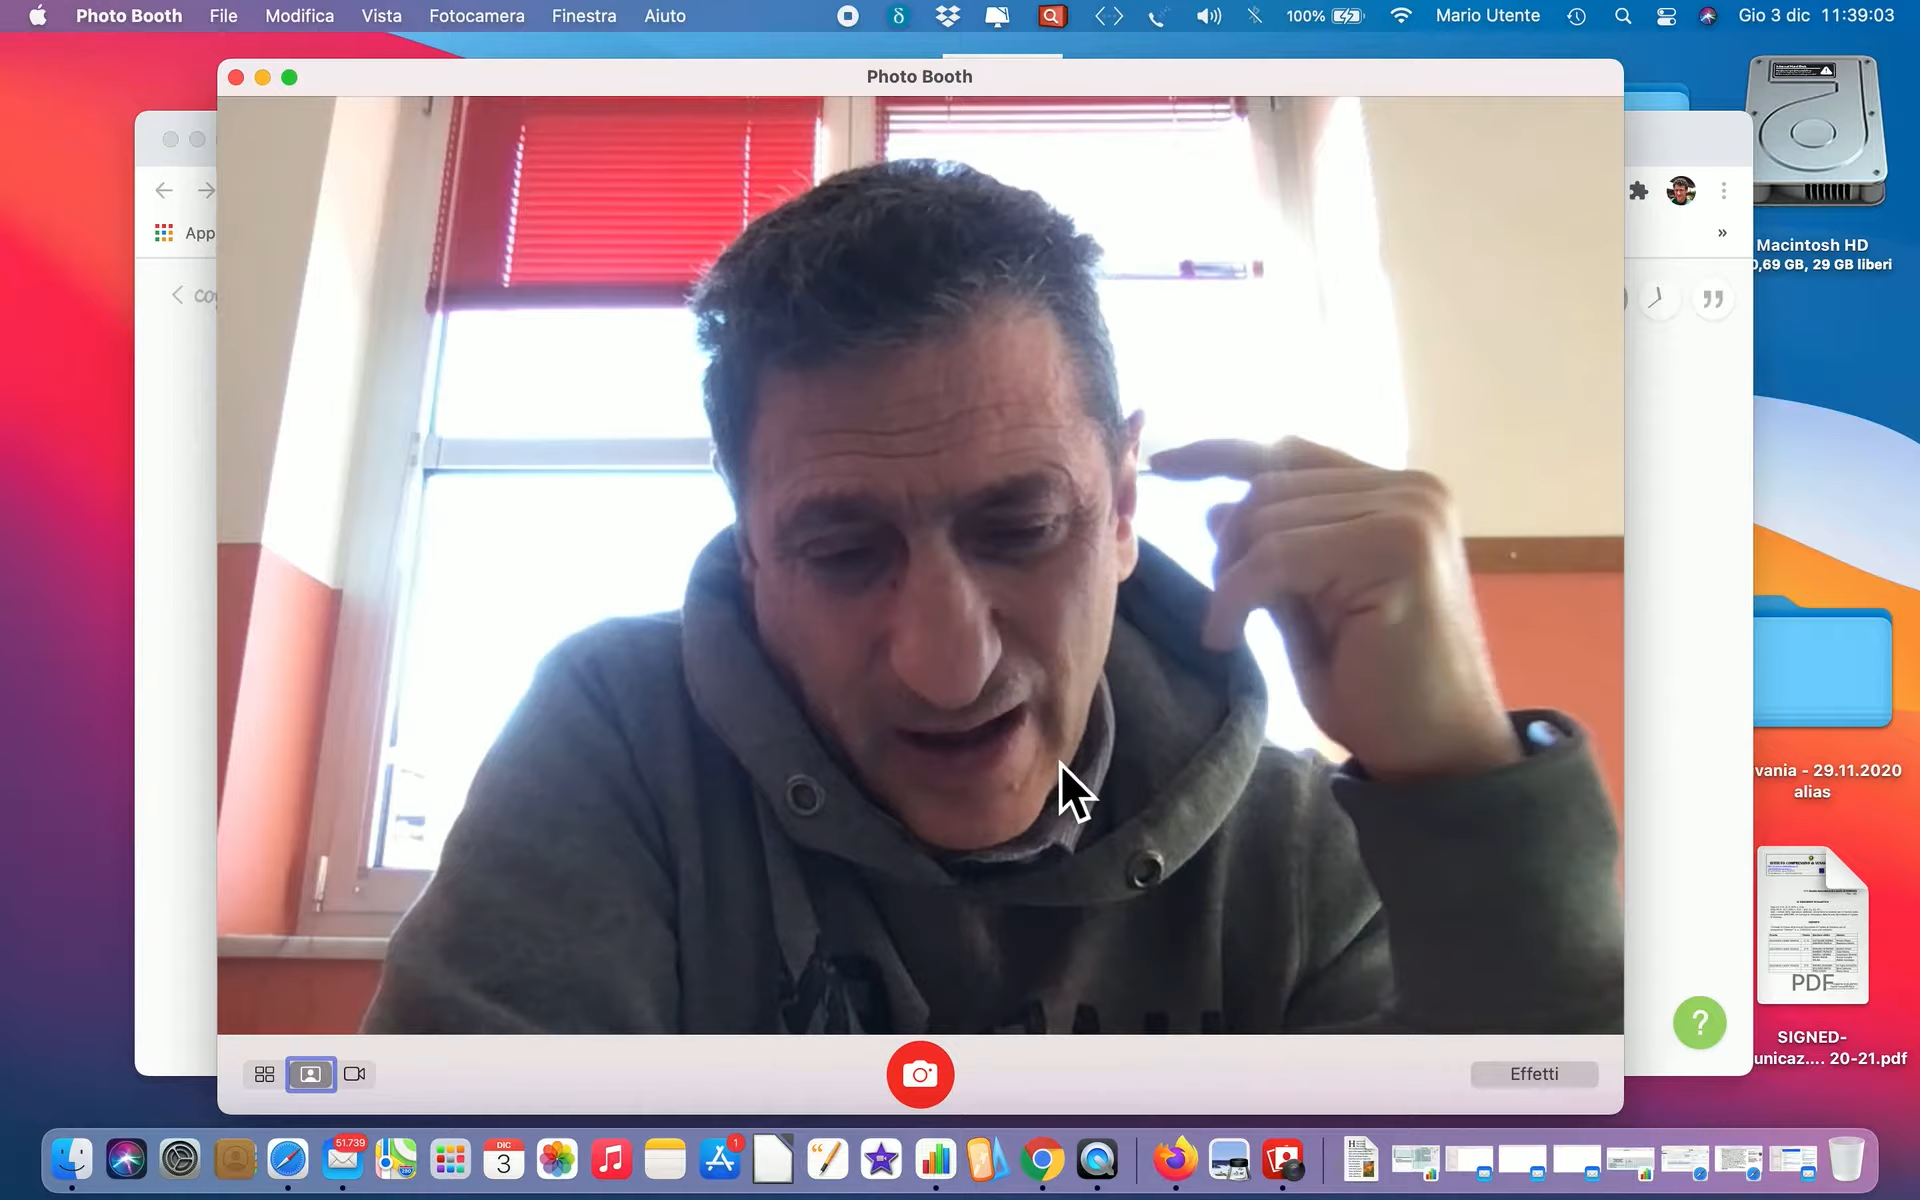 Photo Booth File Modifica Vista Fotocamera Finestra Aiuto 100% Mario Utente Gio 3 dic 11:39:03
Photo Booth
App
»
Macintosh HD
0,69 GB, 29 GB liberi
vania - 29.11.2020
alias
PDF
SIGNED-
unicaz.... 20-21.pdf
?
Effetti
51.739
DIC
3
1